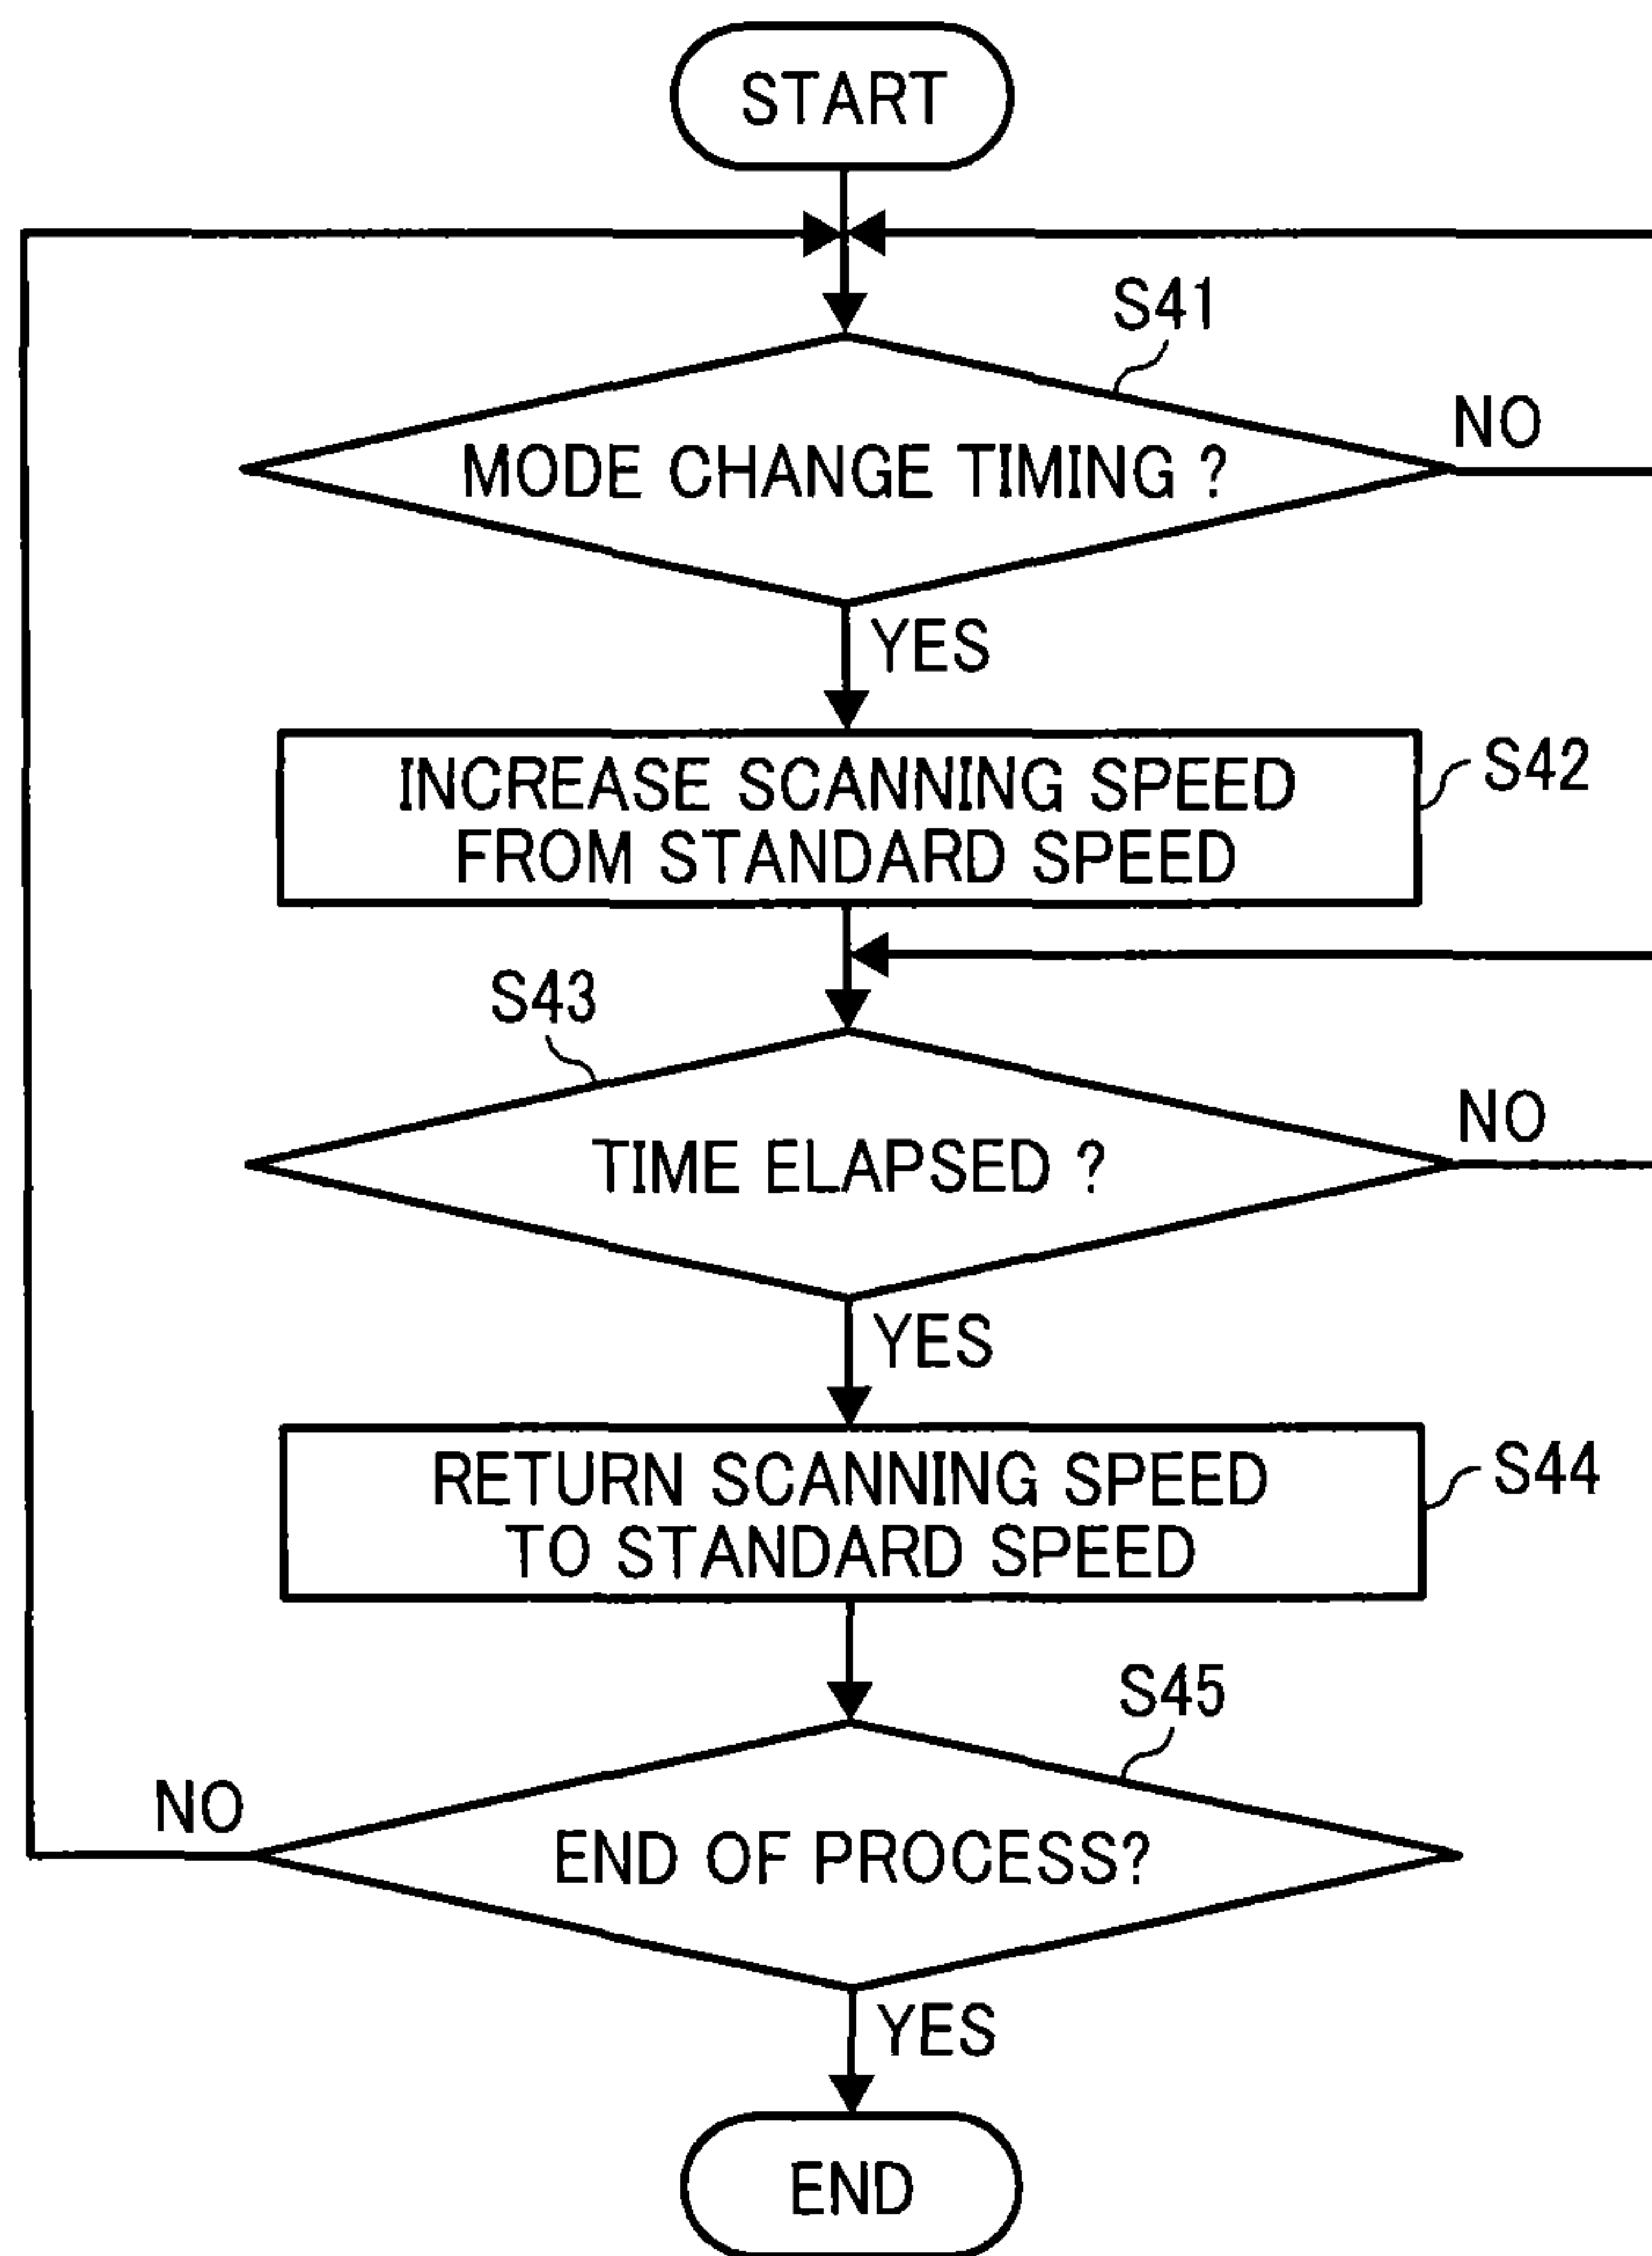 START
S41
MODE CHANGE TIMING ?
NO
YES
INCREASE SCANNING SPEED
FROM STANDARD SPEED
S42
S43
TIME ELAPSED ?
NO
YES
RETURN SCANNING SPEED
TO STANDARD SPEED
S44
S45
NO
END OF PROCESS?
YES
END